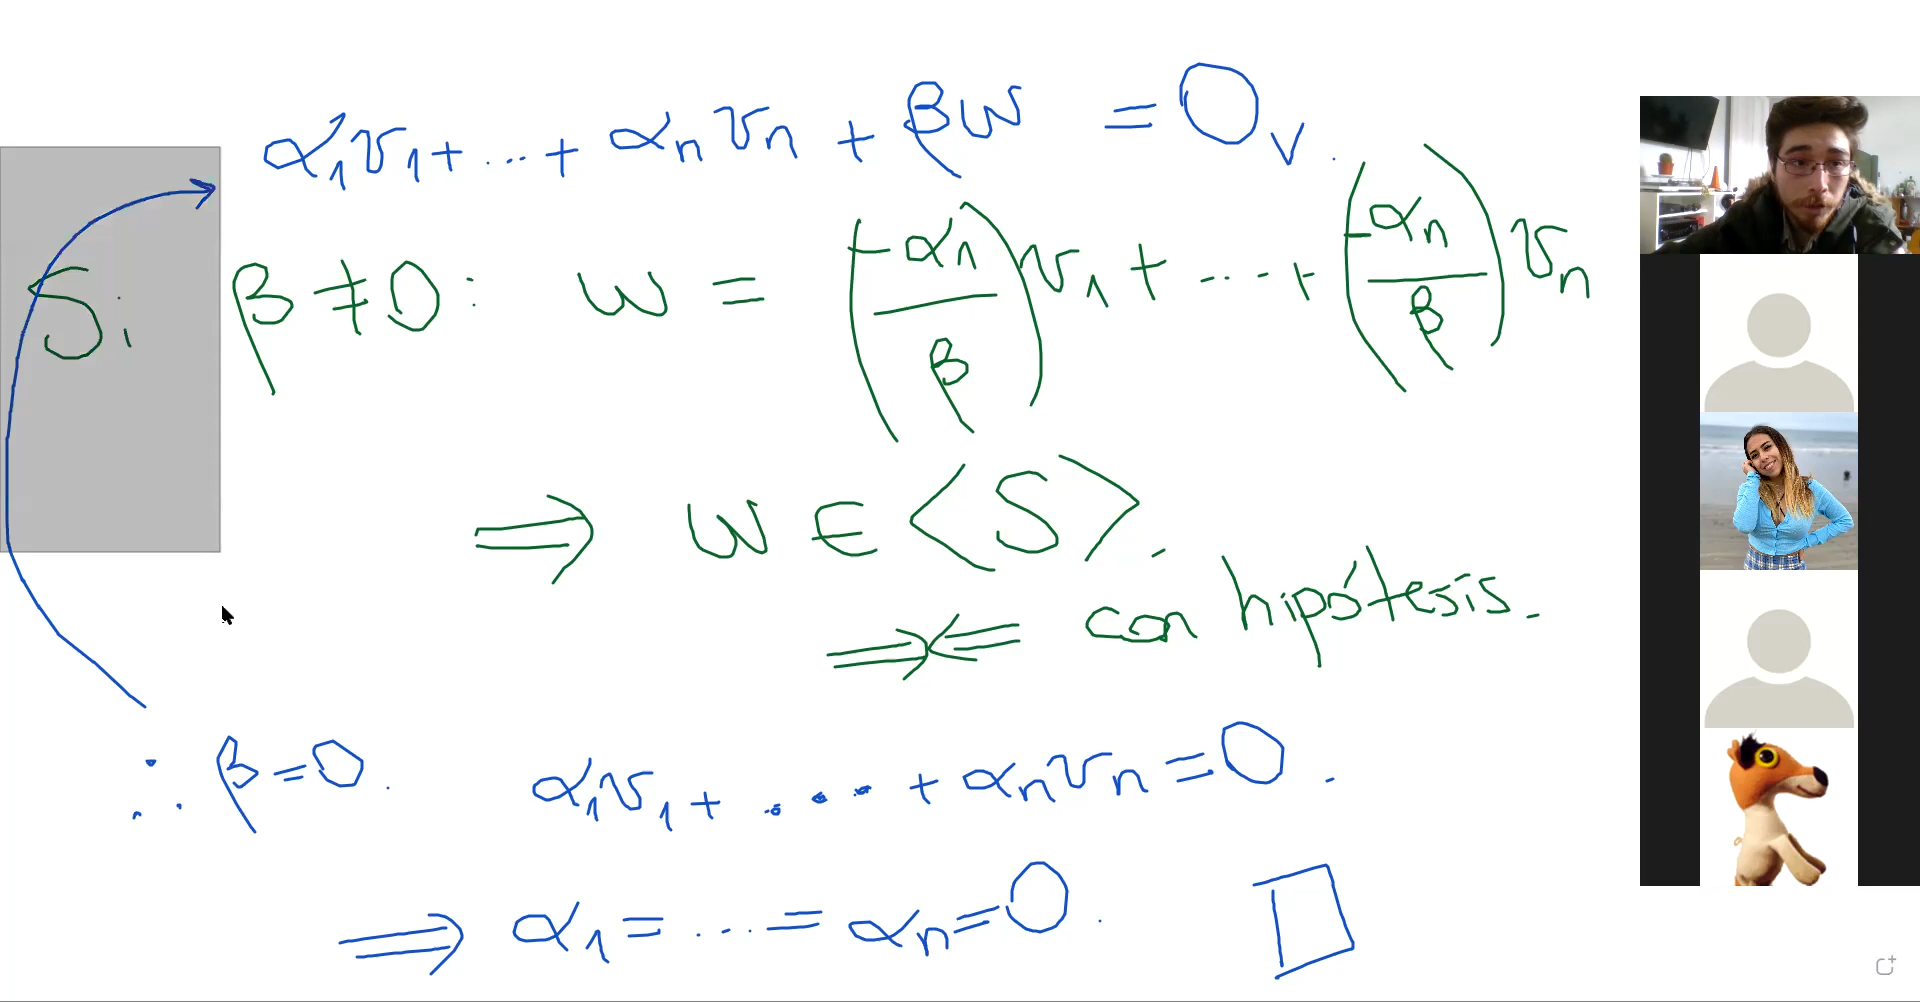 α₁v₁ + ... + αₙvₙ + βw = 0ᵥ.
Si β ≠ 0: w = (-α₁/β) v₁ + ... + (-αₙ/β) vₙ
⟹ w ∈ <S>.
⟹⟸ con hipótesis.
∴ β = 0. α₁v₁ + .... + αₙvₙ = 0.
⟹ α₁ = ... = αₙ = 0. □